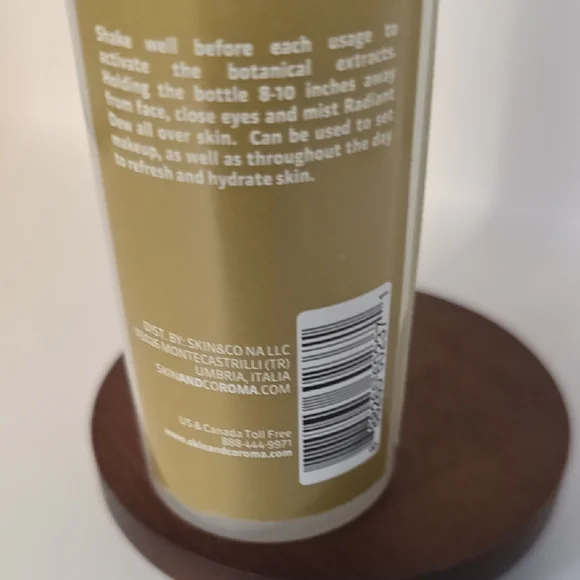 Shake well before each usage to
activate the botanical extracts.
Holding the bottle 8-10 inches away
from face, close eyes and mist Radiant
Dew all over skin. Can be used to set
makeup, as well as throughout the day
to refresh and hydrate skin.
DIST. BY: SKIN&CO NA LLC
MONTECASTRILLI (TR)
UMBRIA, ITALIA
SKINANDCOROMA.COM
US & Canada Toll Free
888-444-9971
www.skinandcoroma.com